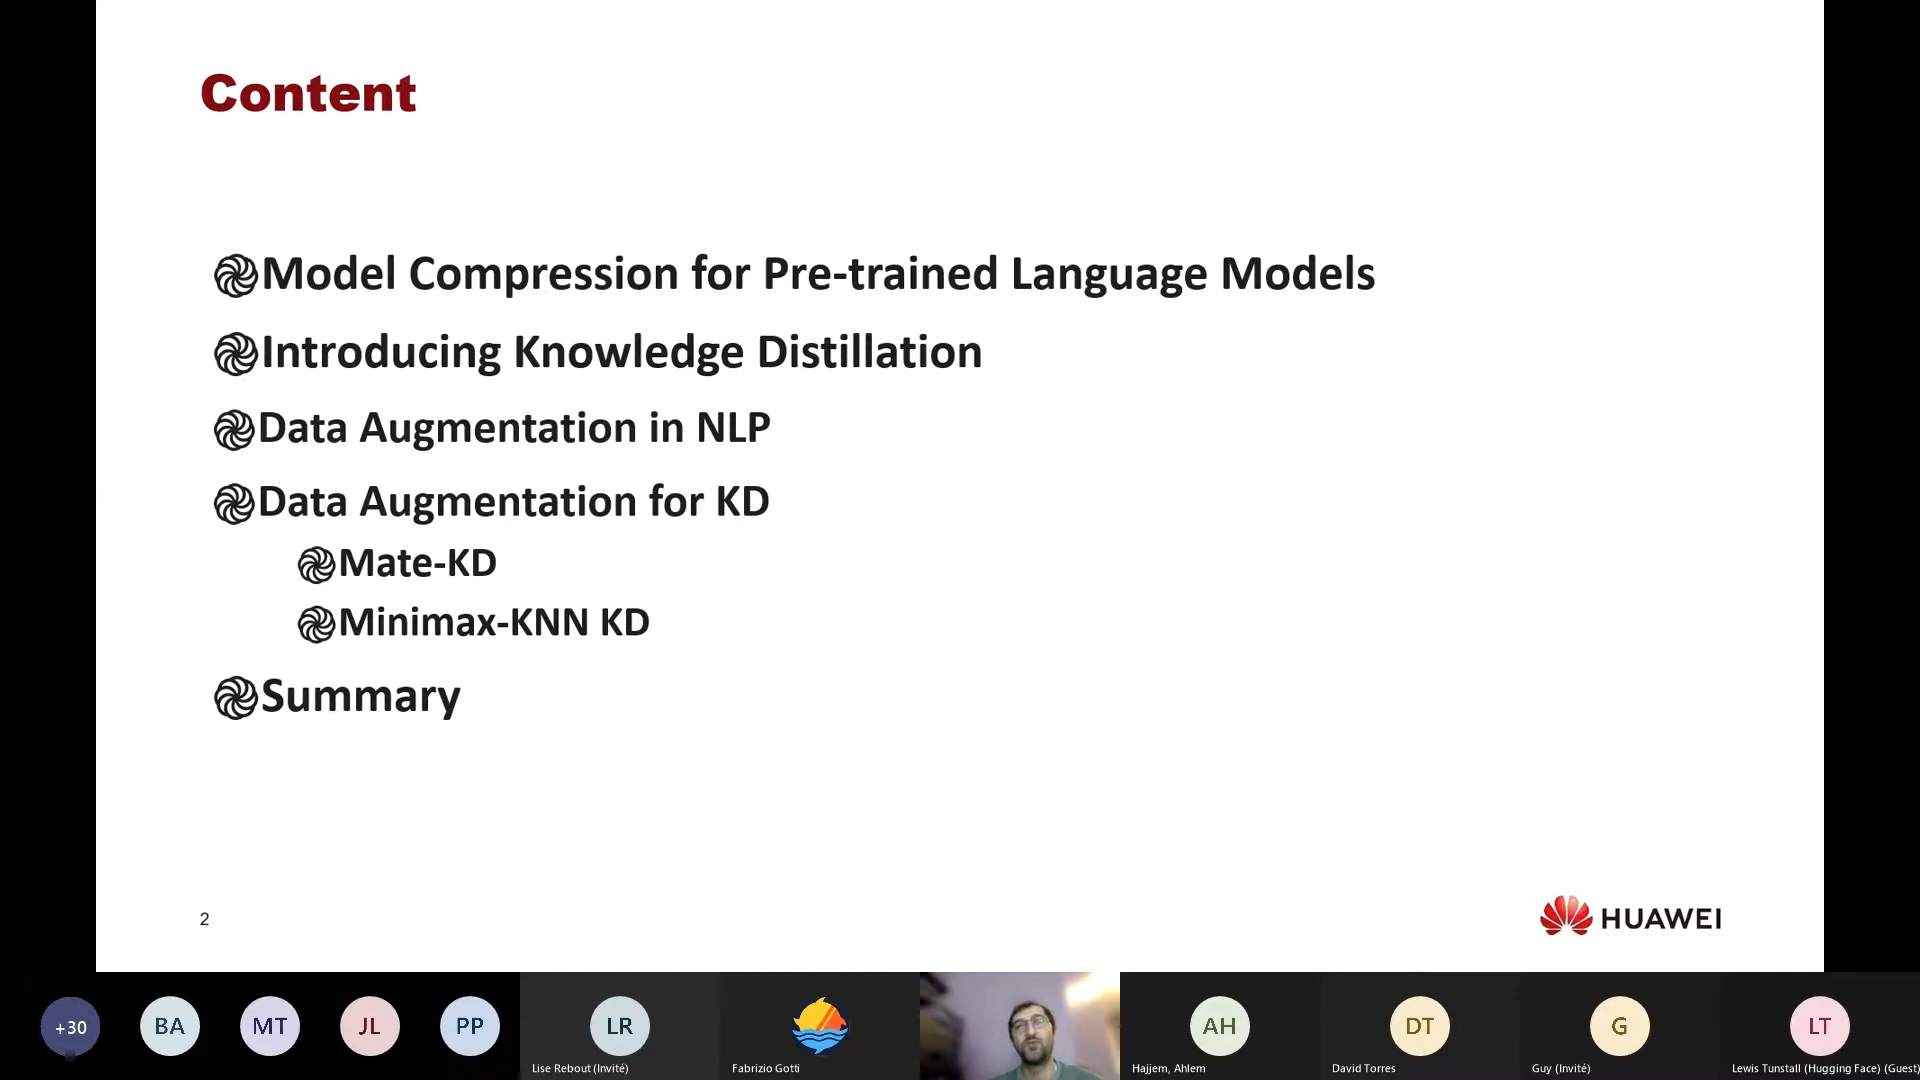 Content
Model Compression for Pre-trained Language Models
Introducing Knowledge Distillation
Data Augmentation in NLP
Data Augmentation for KD
Mate-KD
Minimax-KNN KD
Summary
2
HUAWEI
+30
BA
MT
JL
PP
LR
AH
DT
G
LT
Lise Rebout (Invité)
Fabrizio Gotti
Hajjem, Ahlem
David Torres
Guy (Invité)
Lewis Tunstall (Hugging Face) (Guest)